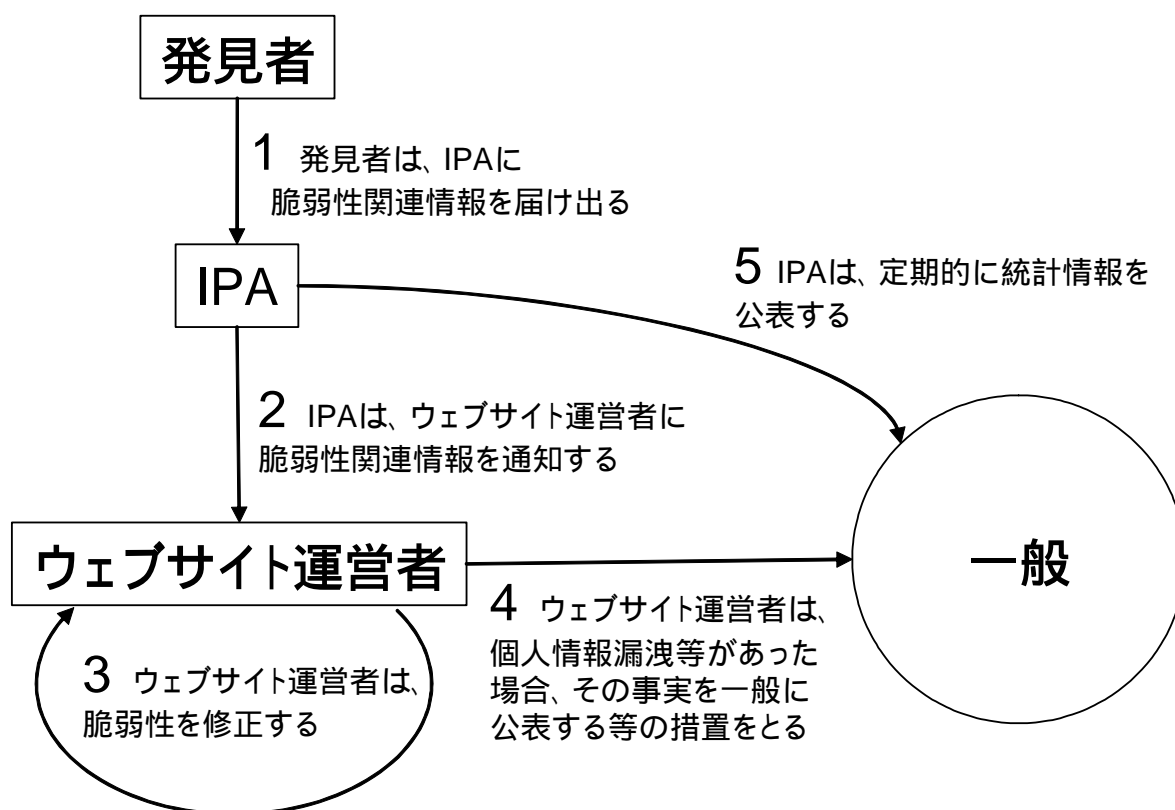 発見者
1 発見者は、IPAに
脆弱性関連情報を届け出る
IPA
5 IPAは、定期的に統計情報を
公表する
2 IPAは、ウェブサイト運営者に
脆弱性関連情報を通知する
ウェブサイト運営者
一般
4 ウェブサイト運営者は、
個人情報漏洩等があった
場合、その事実を一般に
公表する等の措置をとる
3 ウェブサイト運営者は、
脆弱性を修正する